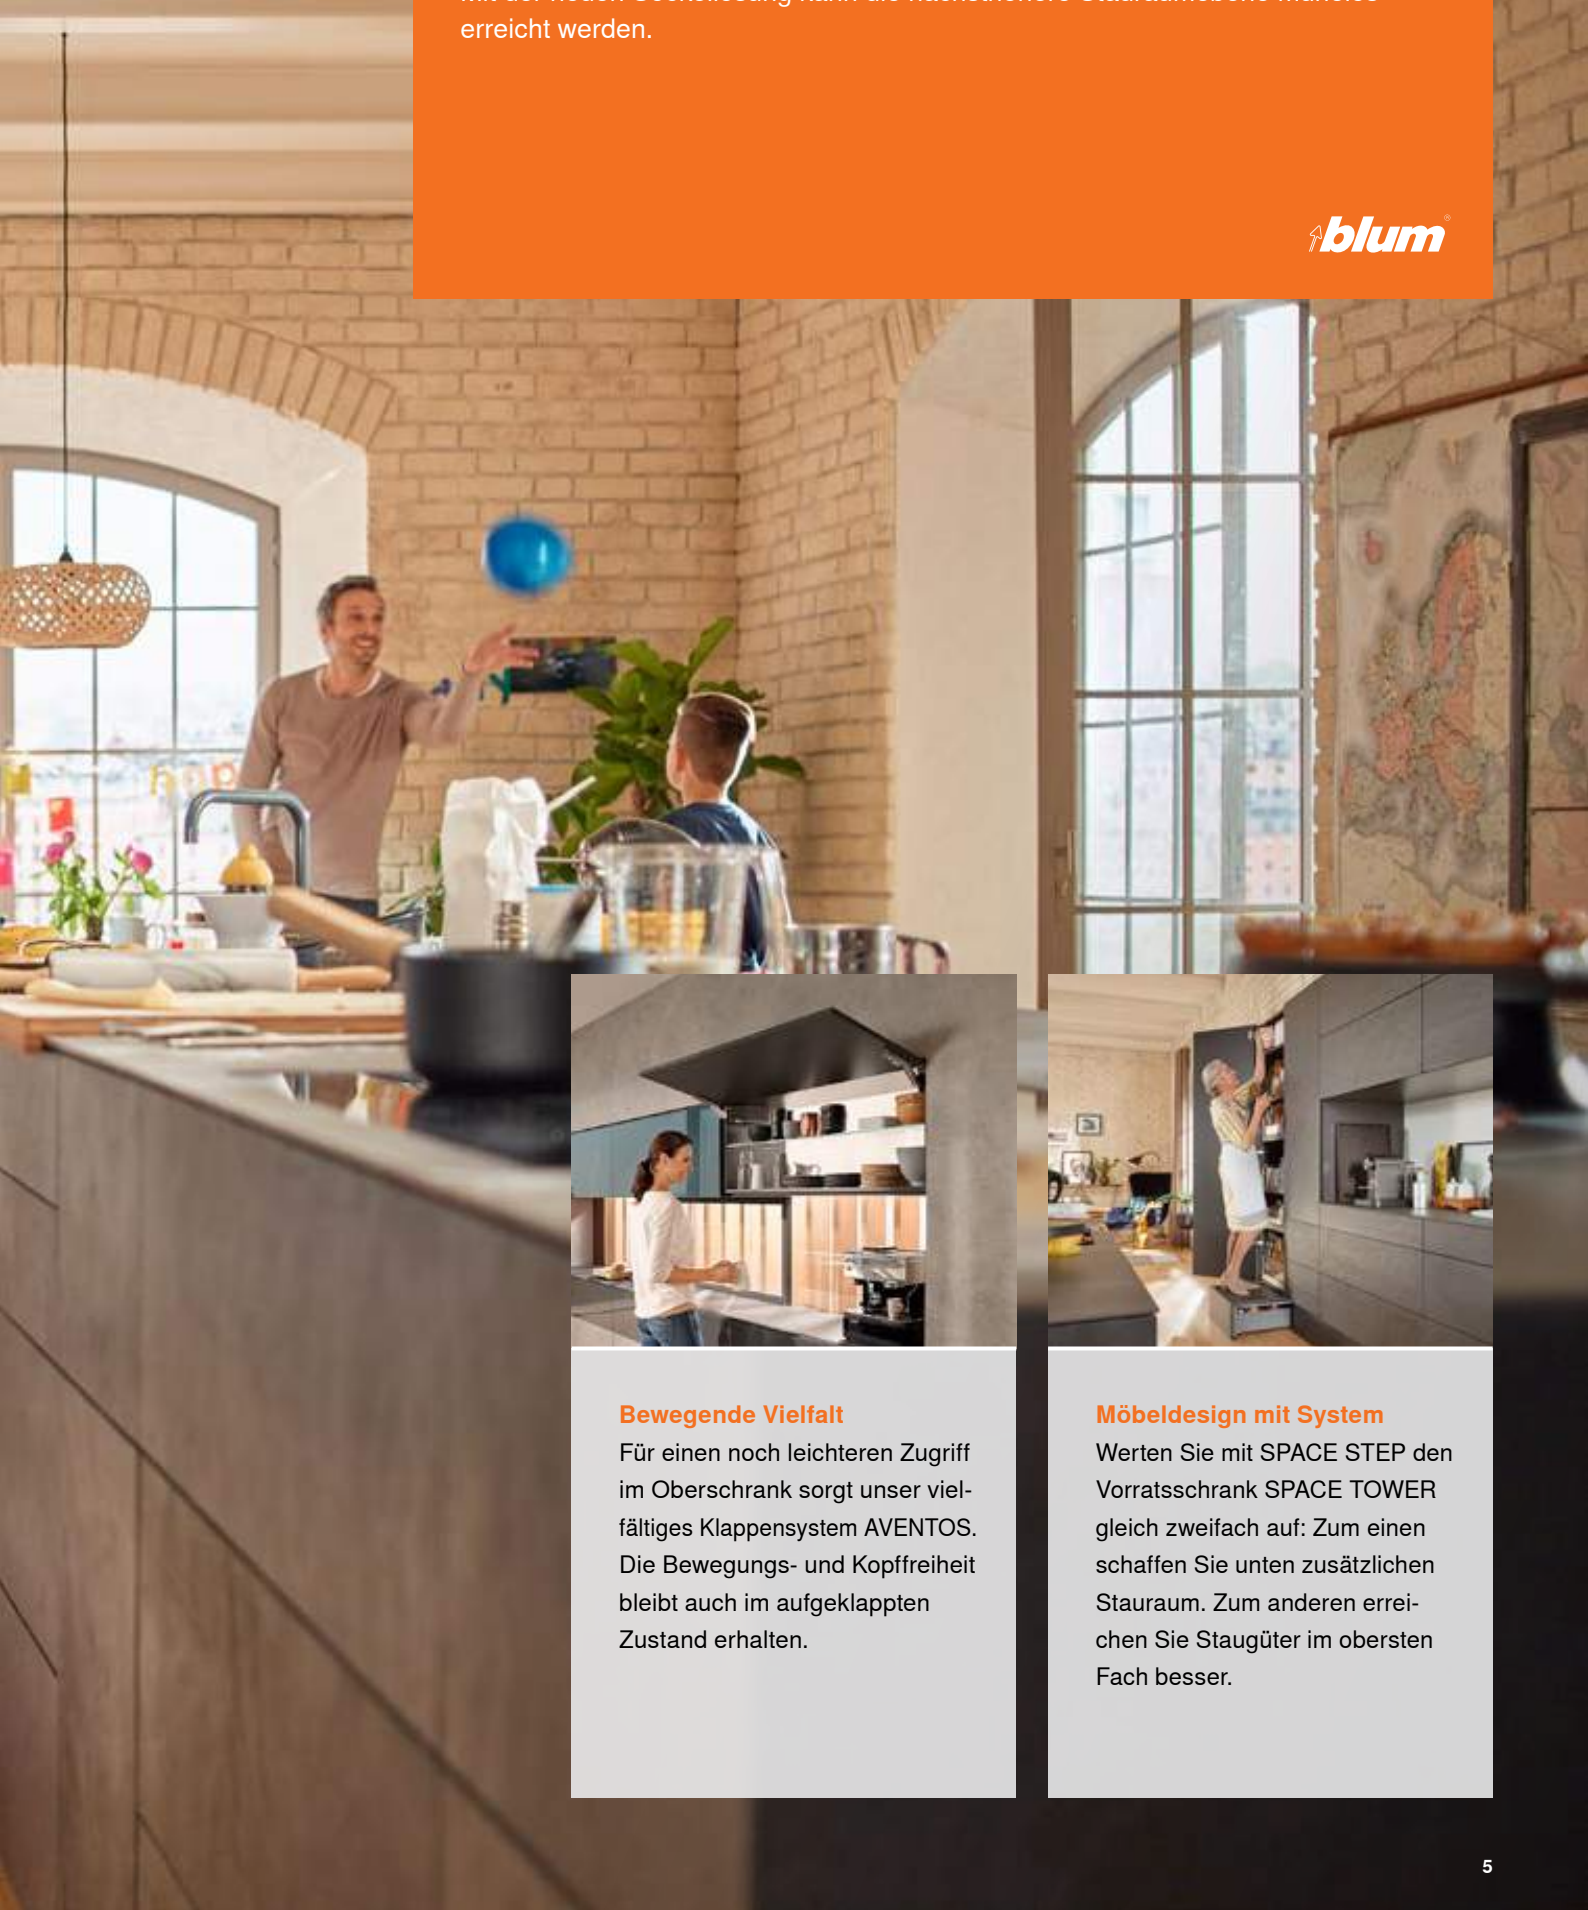 erreicht werden.
blum®
Bewegende Vielfalt
Für einen noch leichteren Zugriff
im Oberschrank sorgt unser viel-
fältiges Klappensystem AVENTOS.
Die Bewegungs- und Kopffreiheit
bleibt auch im aufgeklappten
Zustand erhalten.
Möbeldesign mit System
Werten Sie mit SPACE STEP den
Vorratsschrank SPACE TOWER
gleich zweifach auf: Zum einen
schaffen Sie unten zusätzlichen
Stauraum. Zum anderen errei-
chen Sie Staugüter im obersten
Fach besser.
5